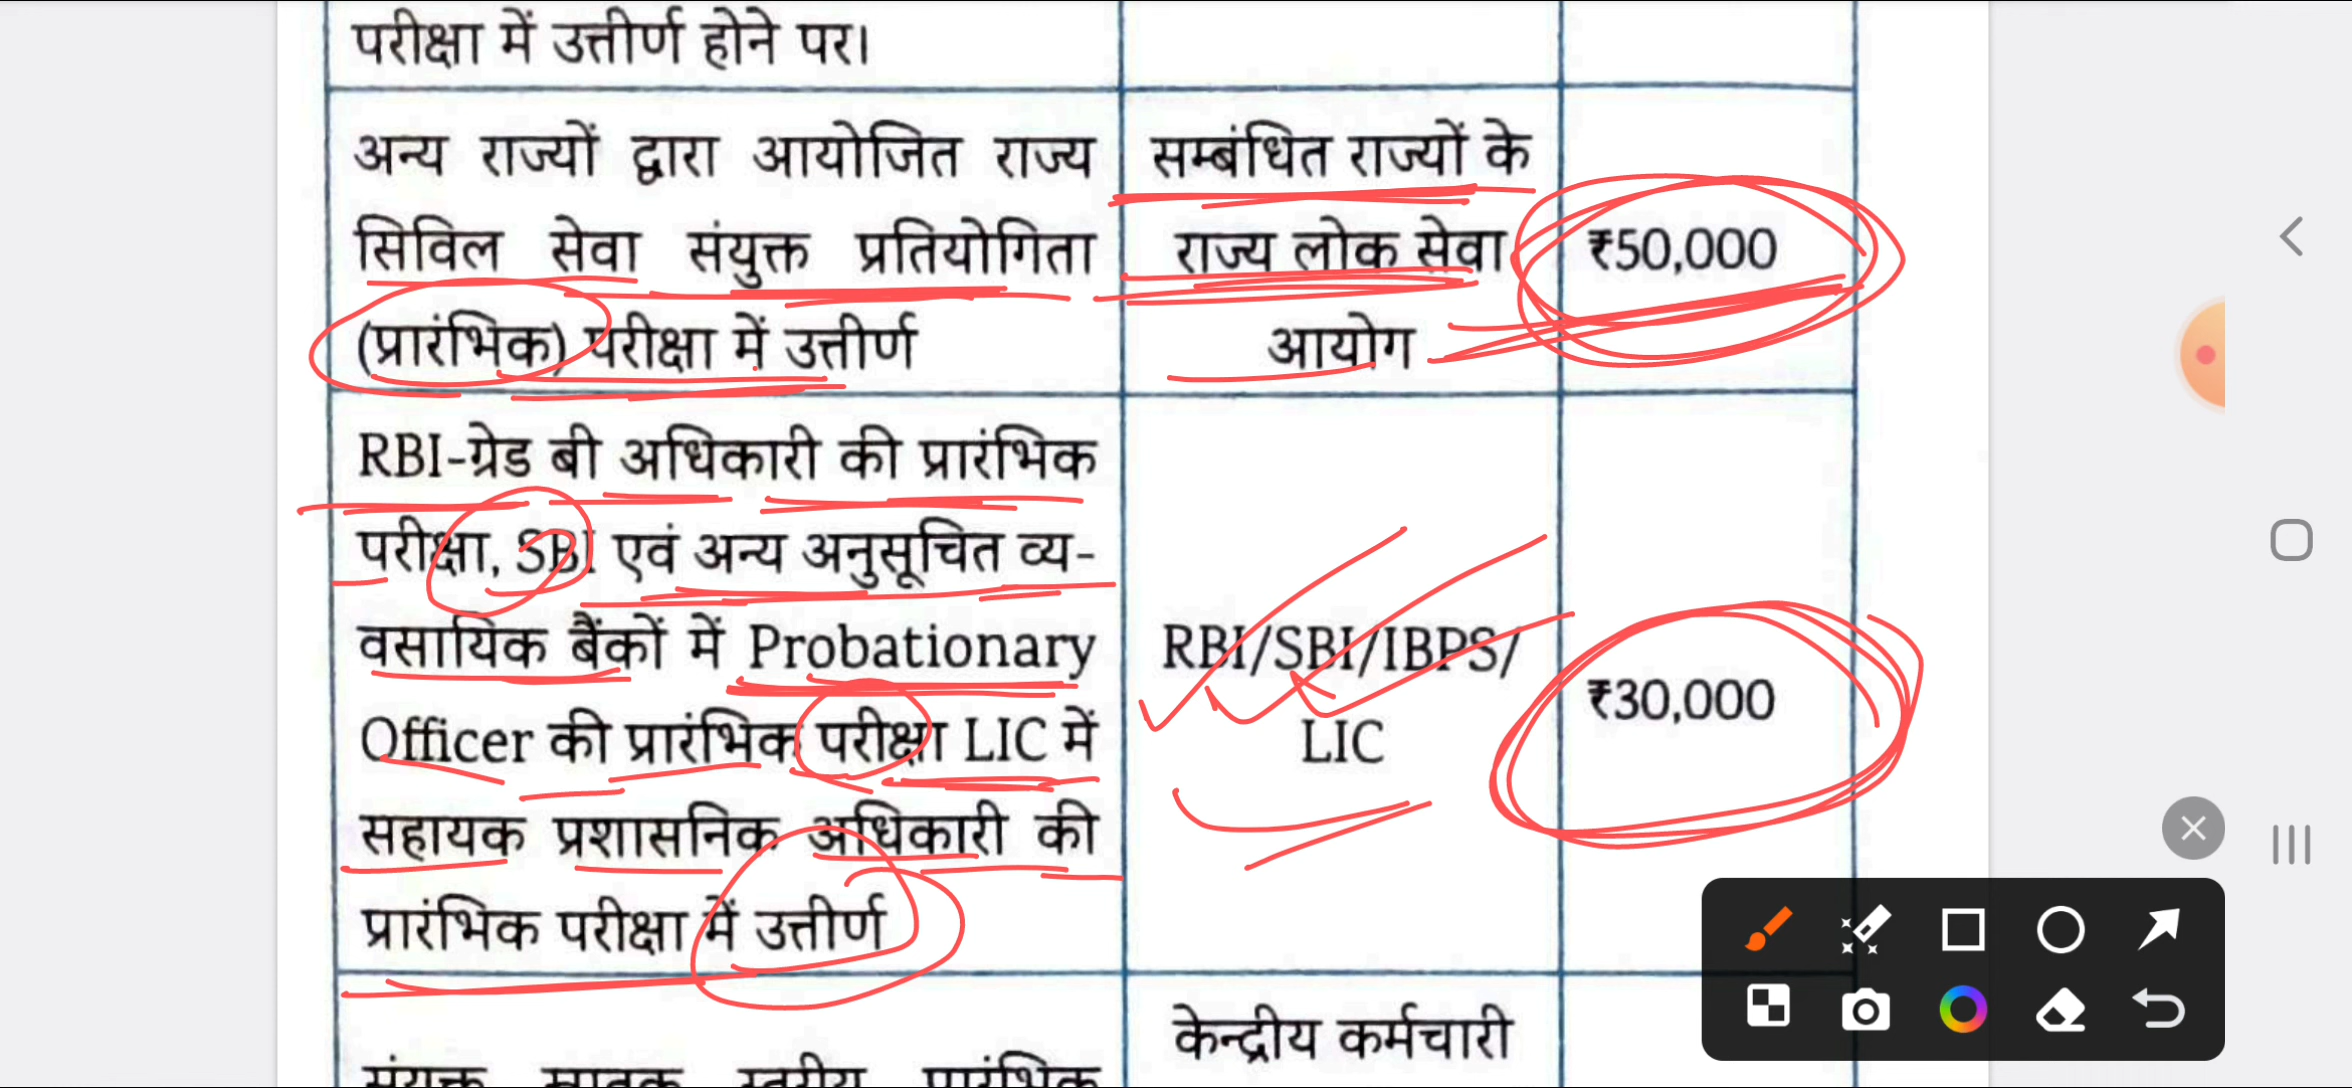 परीक्षा में उत्तीर्ण होने पर।
अन्य राज्यों द्वारा आयोजित राज्य
सिविल सेवा संयुक्त प्रतियोगिता
(प्रारंभिक) परीक्षा में उत्तीर्ण
सम्बंधित राज्यों के
राज्य लोक सेवा
आयोग
₹50,000
RBI-ग्रेड बी अधिकारी की प्रारंभिक
परीक्षा, SBI एवं अन्य अनुसूचित व्य-
वसायिक बैंकों में Probationary
Officer की प्रारंभिक परीक्षा LIC में
सहायक प्रशासनिक अधिकारी की
प्रारंभिक परीक्षा में उत्तीर्ण
RBI/SBI/IBPS/
LIC
₹30,000
केन्द्रीय कर्मचारी